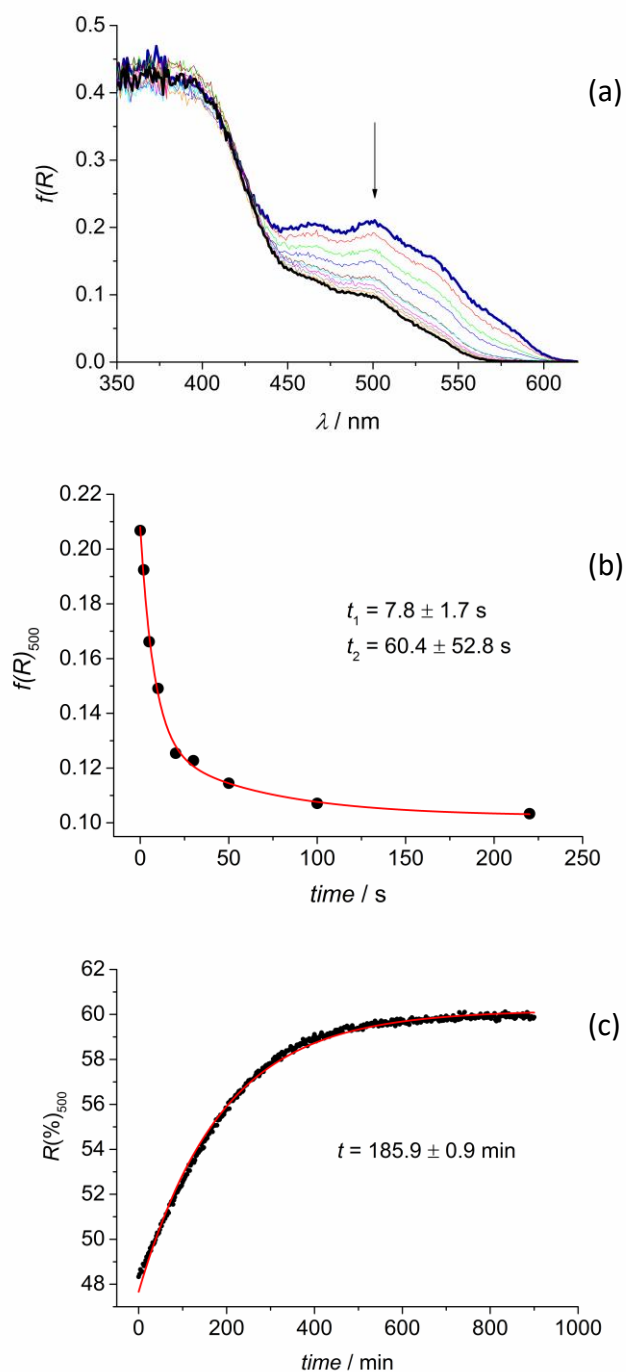 (a)
0.5
0.4
0.3
0.2
0.1
0.0
f(R)
350 400 450 500 550 600
λ / nm
(b)
0.22
0.20
0.18
0.16
0.14
0.12
0.10
f(R)500
t1 = 7.8 ± 1.7 s
t2 = 60.4 ± 52.8 s
0 50 100 150 200 250
time / s
(c)
62
60
58
56
54
52
50
48
R(%)500
t = 185.9 ± 0.9 min
0 200 400 600 800 1000
time / min